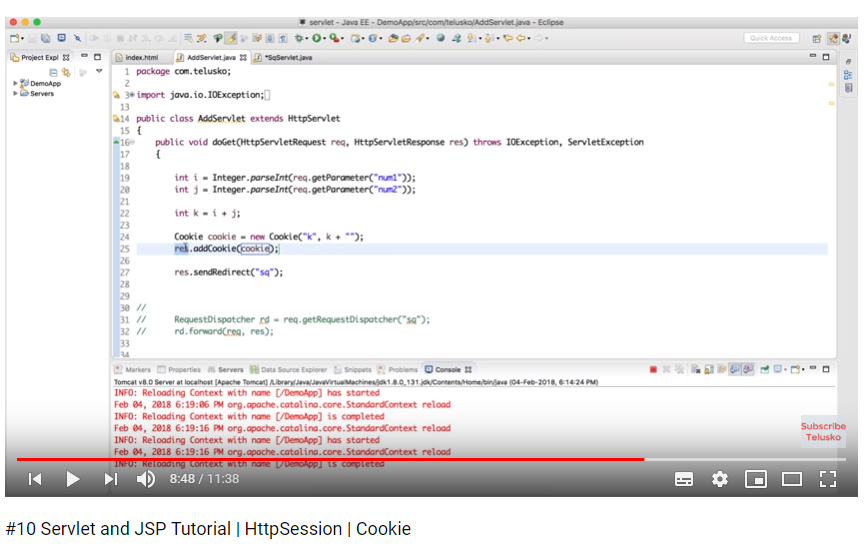 servlet - Java EE - DemoApp/src/com/telusko/AddServlet.java - Eclipse
Quick Access
Project Expl
index.html
AddServlet.java
*SqServlet.java
DemoApp
Servers
1 package com.telusko;
2
3 import java.io.IOException;
13
14 public class AddServlet extends HttpServlet
15 {
16 public void doGet(HttpServletRequest req, HttpServletResponse res) throws IOException, ServletException
17 {
18
19 int i = Integer.parseInt(req.getParameter("num1"));
20 int j = Integer.parseInt(req.getParameter("num2"));
21
22 int k = i + j;
23
24 Cookie cookie = new Cookie("k", k + "");
25 res.addCookie(cookie);
26
27 res.sendRedirect("sq");
28
29
30 //
31 // RequestDispatcher rd = req.getRequestDispatcher("sq");
32 // rd.forward(req, res);
33
34
Markers Properties Servers Data Source Explorer Snippets Problems Console
Tomcat v8.0 Server at localhost [Apache Tomcat] /Library/Java/JavaVirtualMachines/jdk1.8.0_131.jdk/Contents/Home/bin/java (04-Feb-2018, 6:14:24 PM)
INFO: Reloading Context with name [/DemoApp] has started
Feb 04, 2018 6:19:06 PM org.apache.catalina.core.StandardContext reload
INFO: Reloading Context with name [/DemoApp] is completed
Feb 04, 2018 6:19:16 PM org.apache.catalina.core.StandardContext reload
INFO: Reloading Context with name [/DemoApp] has started
Feb 04, 2018 6:19:16 PM org.apache.catalina.core.StandardContext reload
INFO: Reloading Context with name [/DemoApp] is completed
Subscribe
Telusko
8:48 / 11:38
#10 Servlet and JSP Tutorial | HttpSession | Cookie